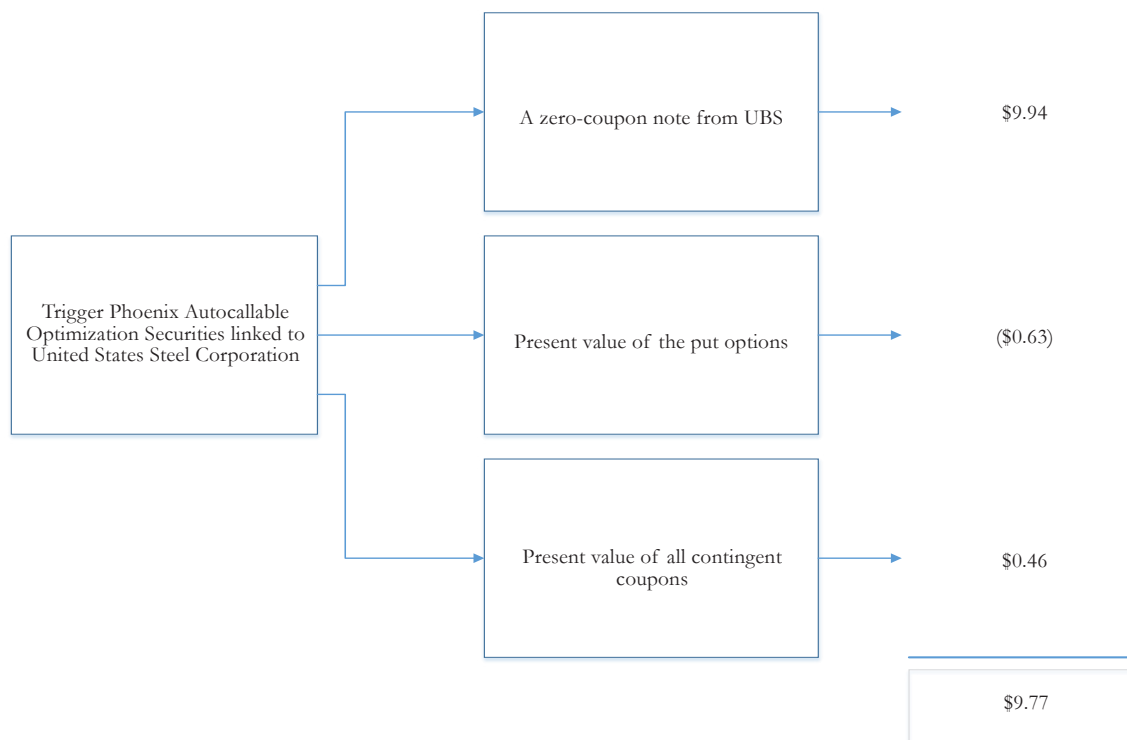 A zero-coupon note from UBS
$9.94
Trigger Phoenix Autocallable
Optimization Securities linked to
United States Steel Corporation
Present value of the put options
($0.63)
Present value of all contingent
coupons
$0.46
$9.77